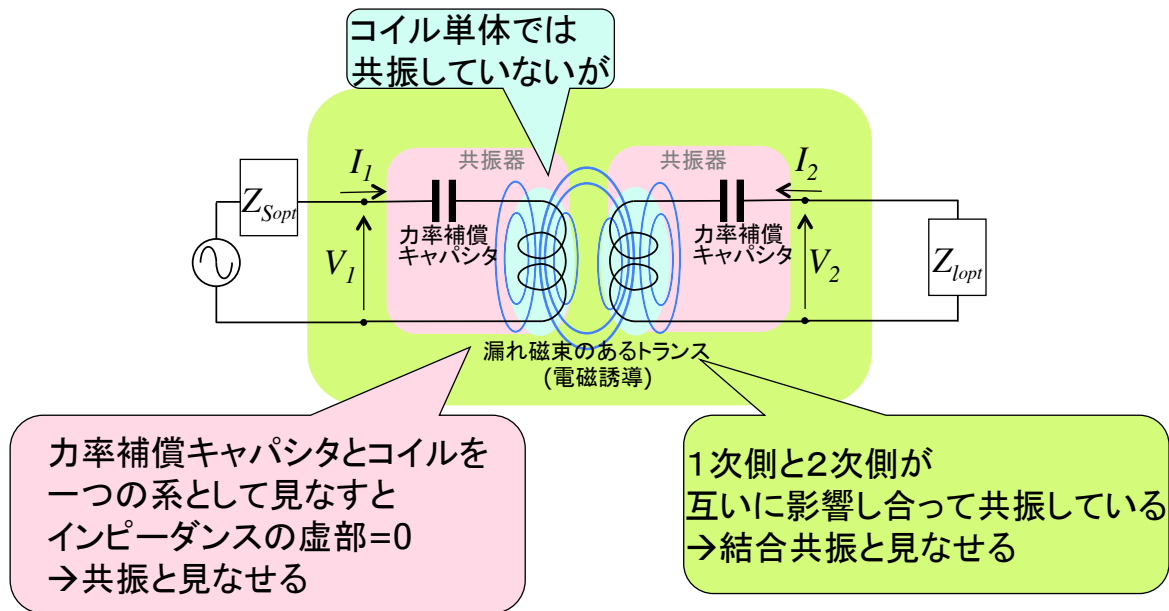 コイル単体では
共振していないが
共振器
共振器
I1
I2
ZSopt
力率補償
キャパシタ
力率補償
キャパシタ
V1
V2
Zlopt
漏れ磁束のあるトランス
(電磁誘導)
力率補償キャパシタとコイルを
一つの系として見なすと
インピーダンスの虚部=0
→共振と見なせる
1次側と2次側が
互いに影響し合って共振している
→結合共振と見なせる